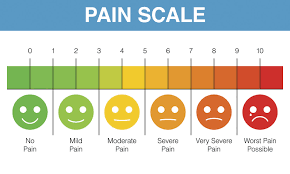 PAIN SCALE
0 1 2 3 4 5 6 7 8 9 10
No Pain
Mild Pain
Moderate Pain
Severe Pain
Very Severe Pain
Worst Pain Possible